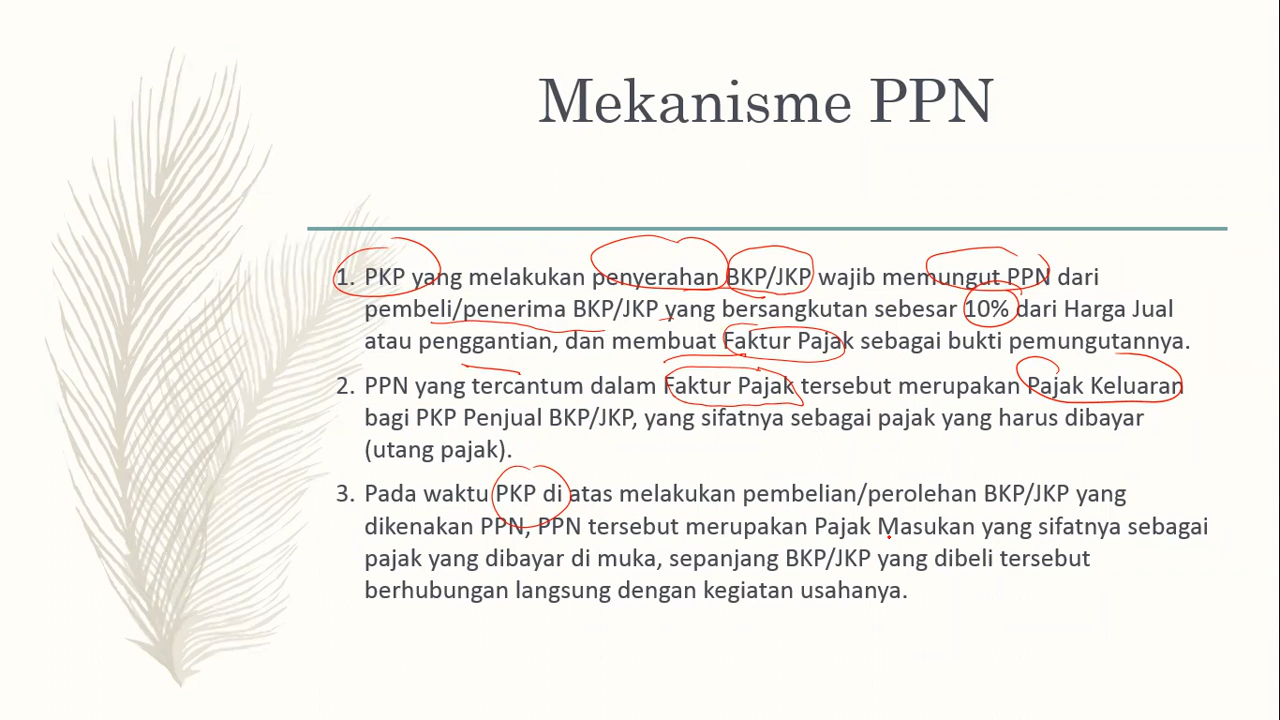 Mekanisme PPN
1. PKP yang melakukan penyerahan BKP/JKP wajib memungut PPN dari
pembeli/penerima BKP/JKP yang bersangkutan sebesar 10% dari Harga Jual
atau penggantian, dan membuat Faktur Pajak sebagai bukti pemungutannya.
2. PPN yang tercantum dalam Faktur Pajak tersebut merupakan Pajak Keluaran
bagi PKP Penjual BKP/JKP, yang sifatnya sebagai pajak yang harus dibayar
(utang pajak).
3. Pada waktu PKP di atas melakukan pembelian/perolehan BKP/JKP yang
dikenakan PPN, PPN tersebut merupakan Pajak Masukan yang sifatnya sebagai
pajak yang dibayar di muka, sepanjang BKP/JKP yang dibeli tersebut
berhubungan langsung dengan kegiatan usahanya.